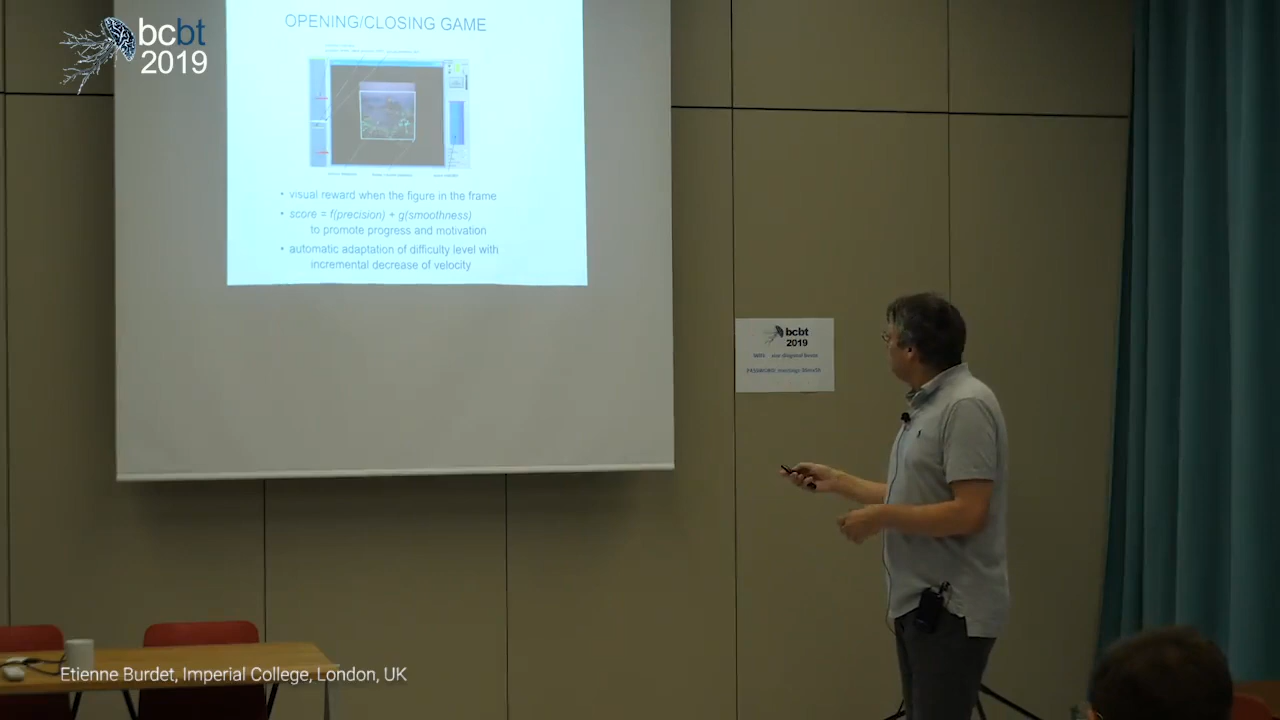 bcbt
2019
OPENING/CLOSING GAME
• visual reward when the figure in the frame
• score = f(precision) + g(smoothness)
to promote progress and motivation
• automatic adaptation of difficulty level with
incremental decrease of velocity
bcbt
2019
Etienne Burdet, Imperial College, London, UK